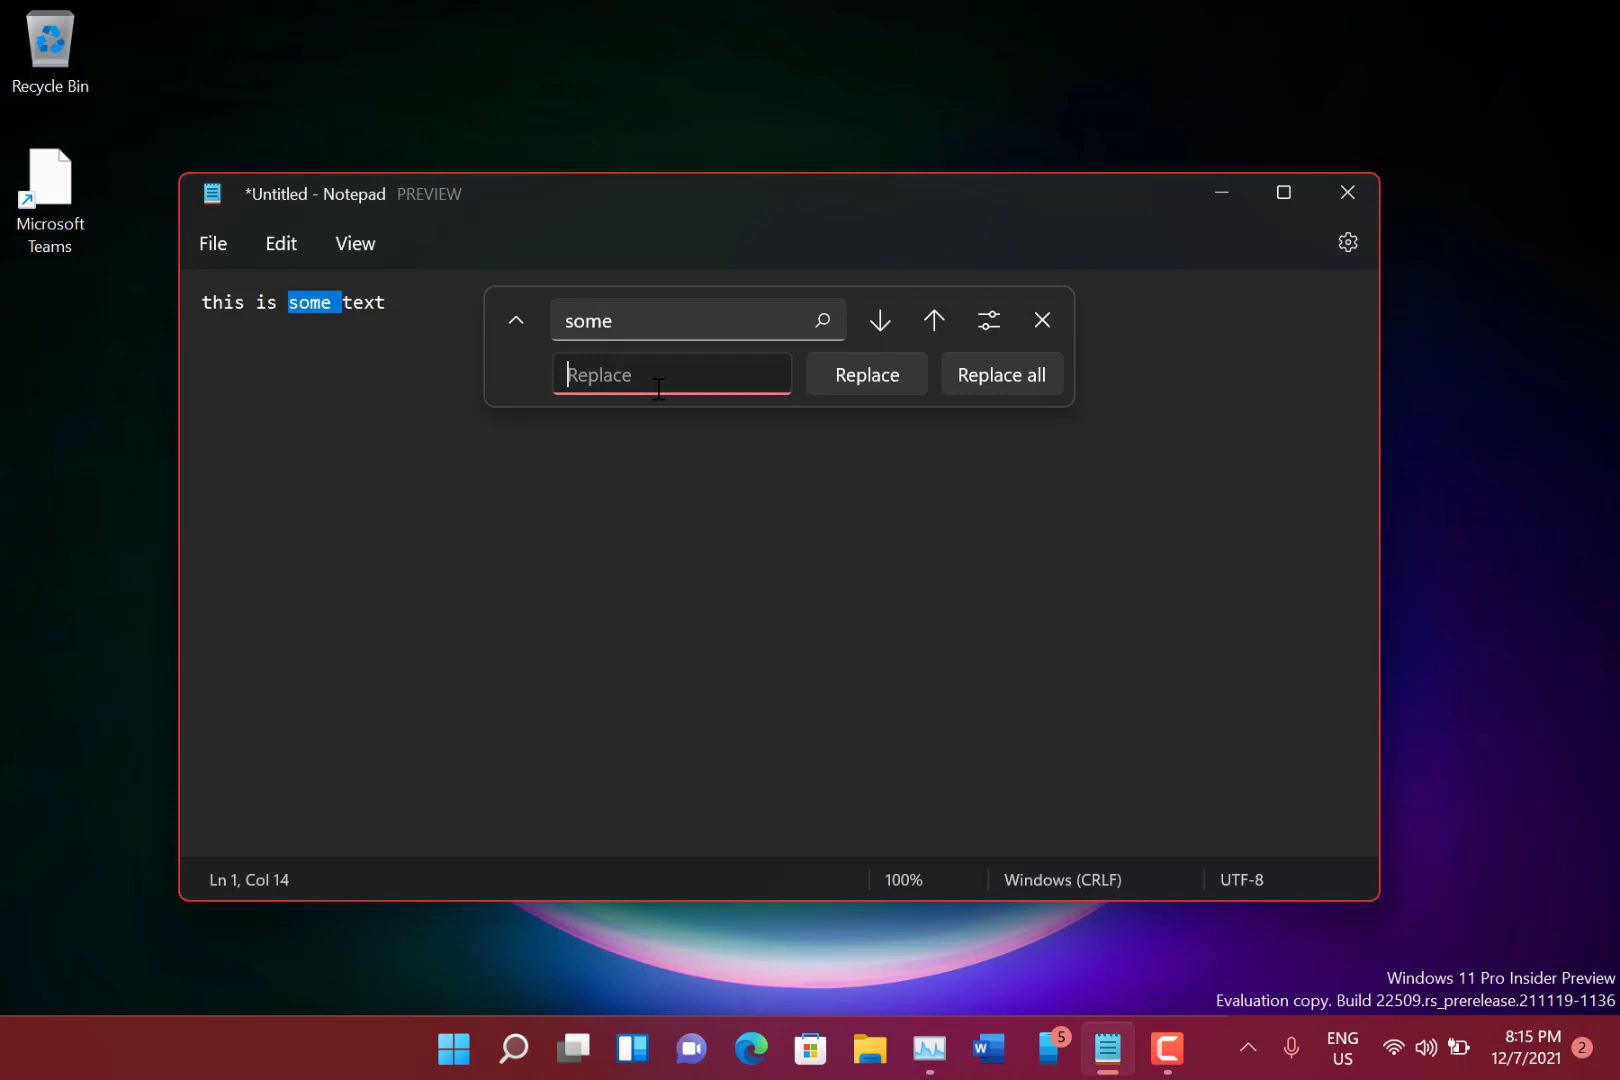 Recycle Bin
Microsoft
Teams
*Untitled - Notepad PREVIEW
File Edit View
this is some text
some
Replace Replace Replace all
Ln 1, Col 14 100% Windows (CRLF) UTF-8
Windows 11 Pro Insider Preview
Evaluation copy. Build 22509.rs_prerelease.211119-1136
W
5
C
ENG
US
8:15 PM
12/7/2021
2